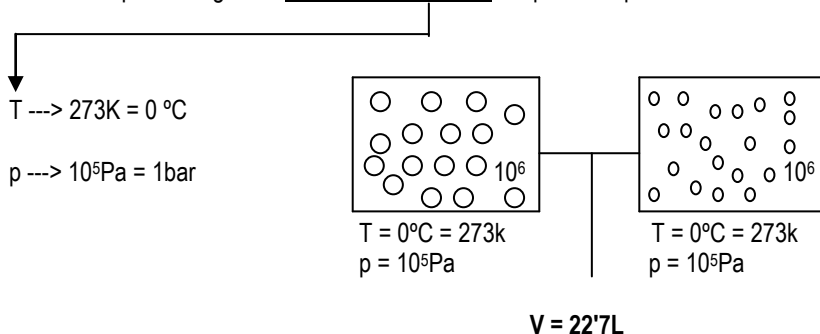 T ---> 273K = 0 ºC
p ---> 10⁵Pa = 1bar
10⁶
10⁶
T = 0ºC = 273k
p = 10⁵Pa
T = 0ºC = 273k
p = 10⁵Pa
V = 22'7L